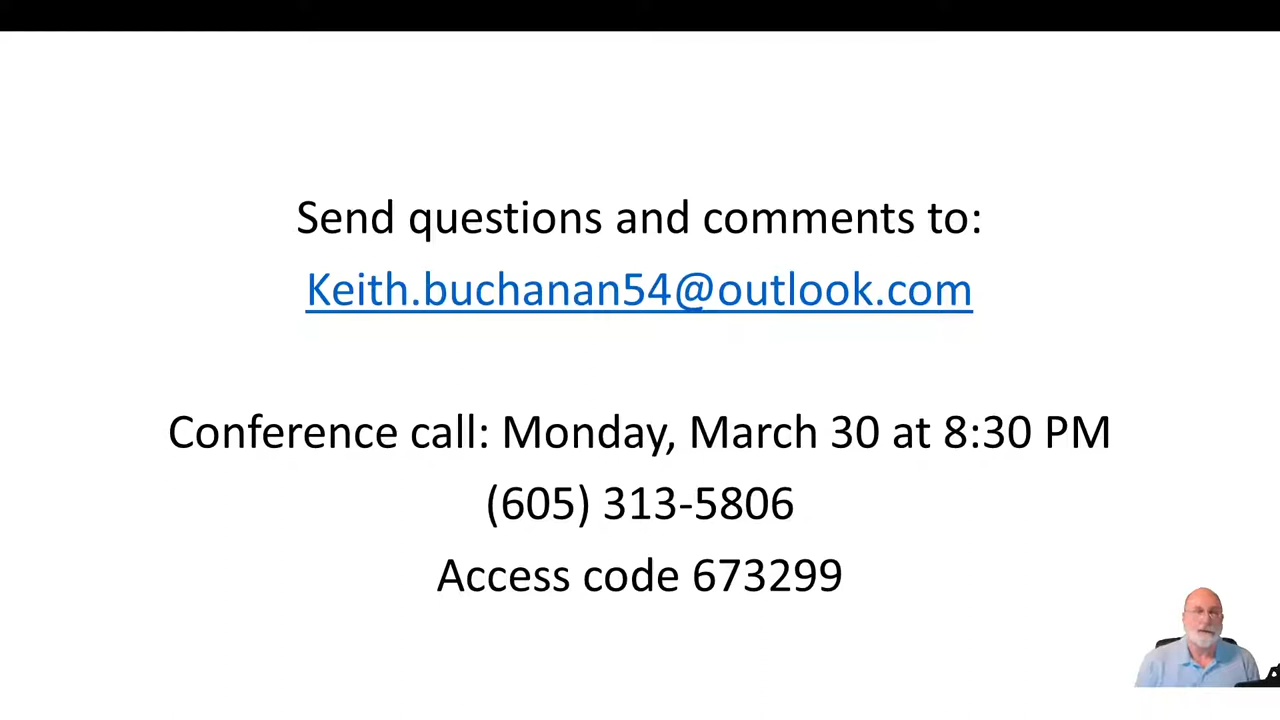 Send questions and comments to:
Keith.buchanan54@outlook.com
Conference call: Monday, March 30 at 8:30 PM
(605) 313-5806
Access code 673299